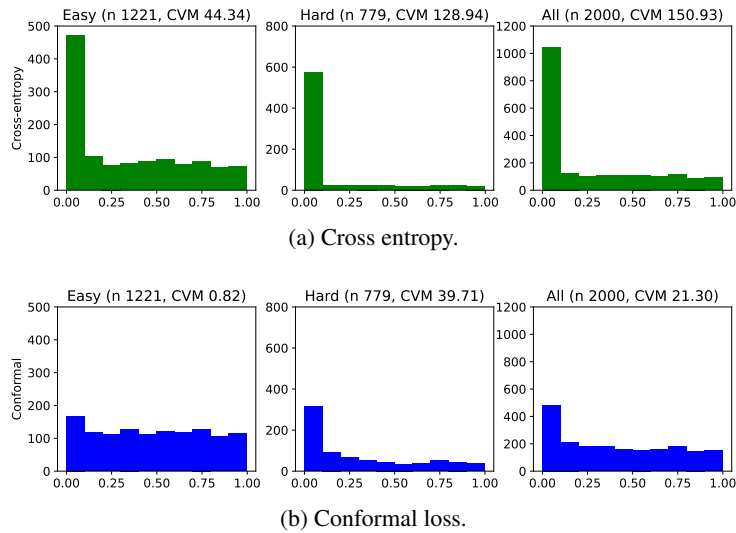 Easy (n 1221, CVM 44.34) Hard (n 779, CVM 128.94) All (n 2000, CVM 150.93)
Cross-entropy
500 400 300 200 100 0
0.00 0.25 0.50 0.75 1.00
800 600 400 200 0
0.00 0.25 0.50 0.75 1.00
1200 1000 800 600 400 200 0
0.00 0.25 0.50 0.75 1.00
(a) Cross entropy.
Easy (n 1221, CVM 0.82) Hard (n 779, CVM 39.71) All (n 2000, CVM 21.30)
Conformal
500 400 300 200 100 0
0.00 0.25 0.50 0.75 1.00
800 600 400 200 0
0.00 0.25 0.50 0.75 1.00
1200 1000 800 600 400 200 0
0.00 0.25 0.50 0.75 1.00
(b) Conformal loss.